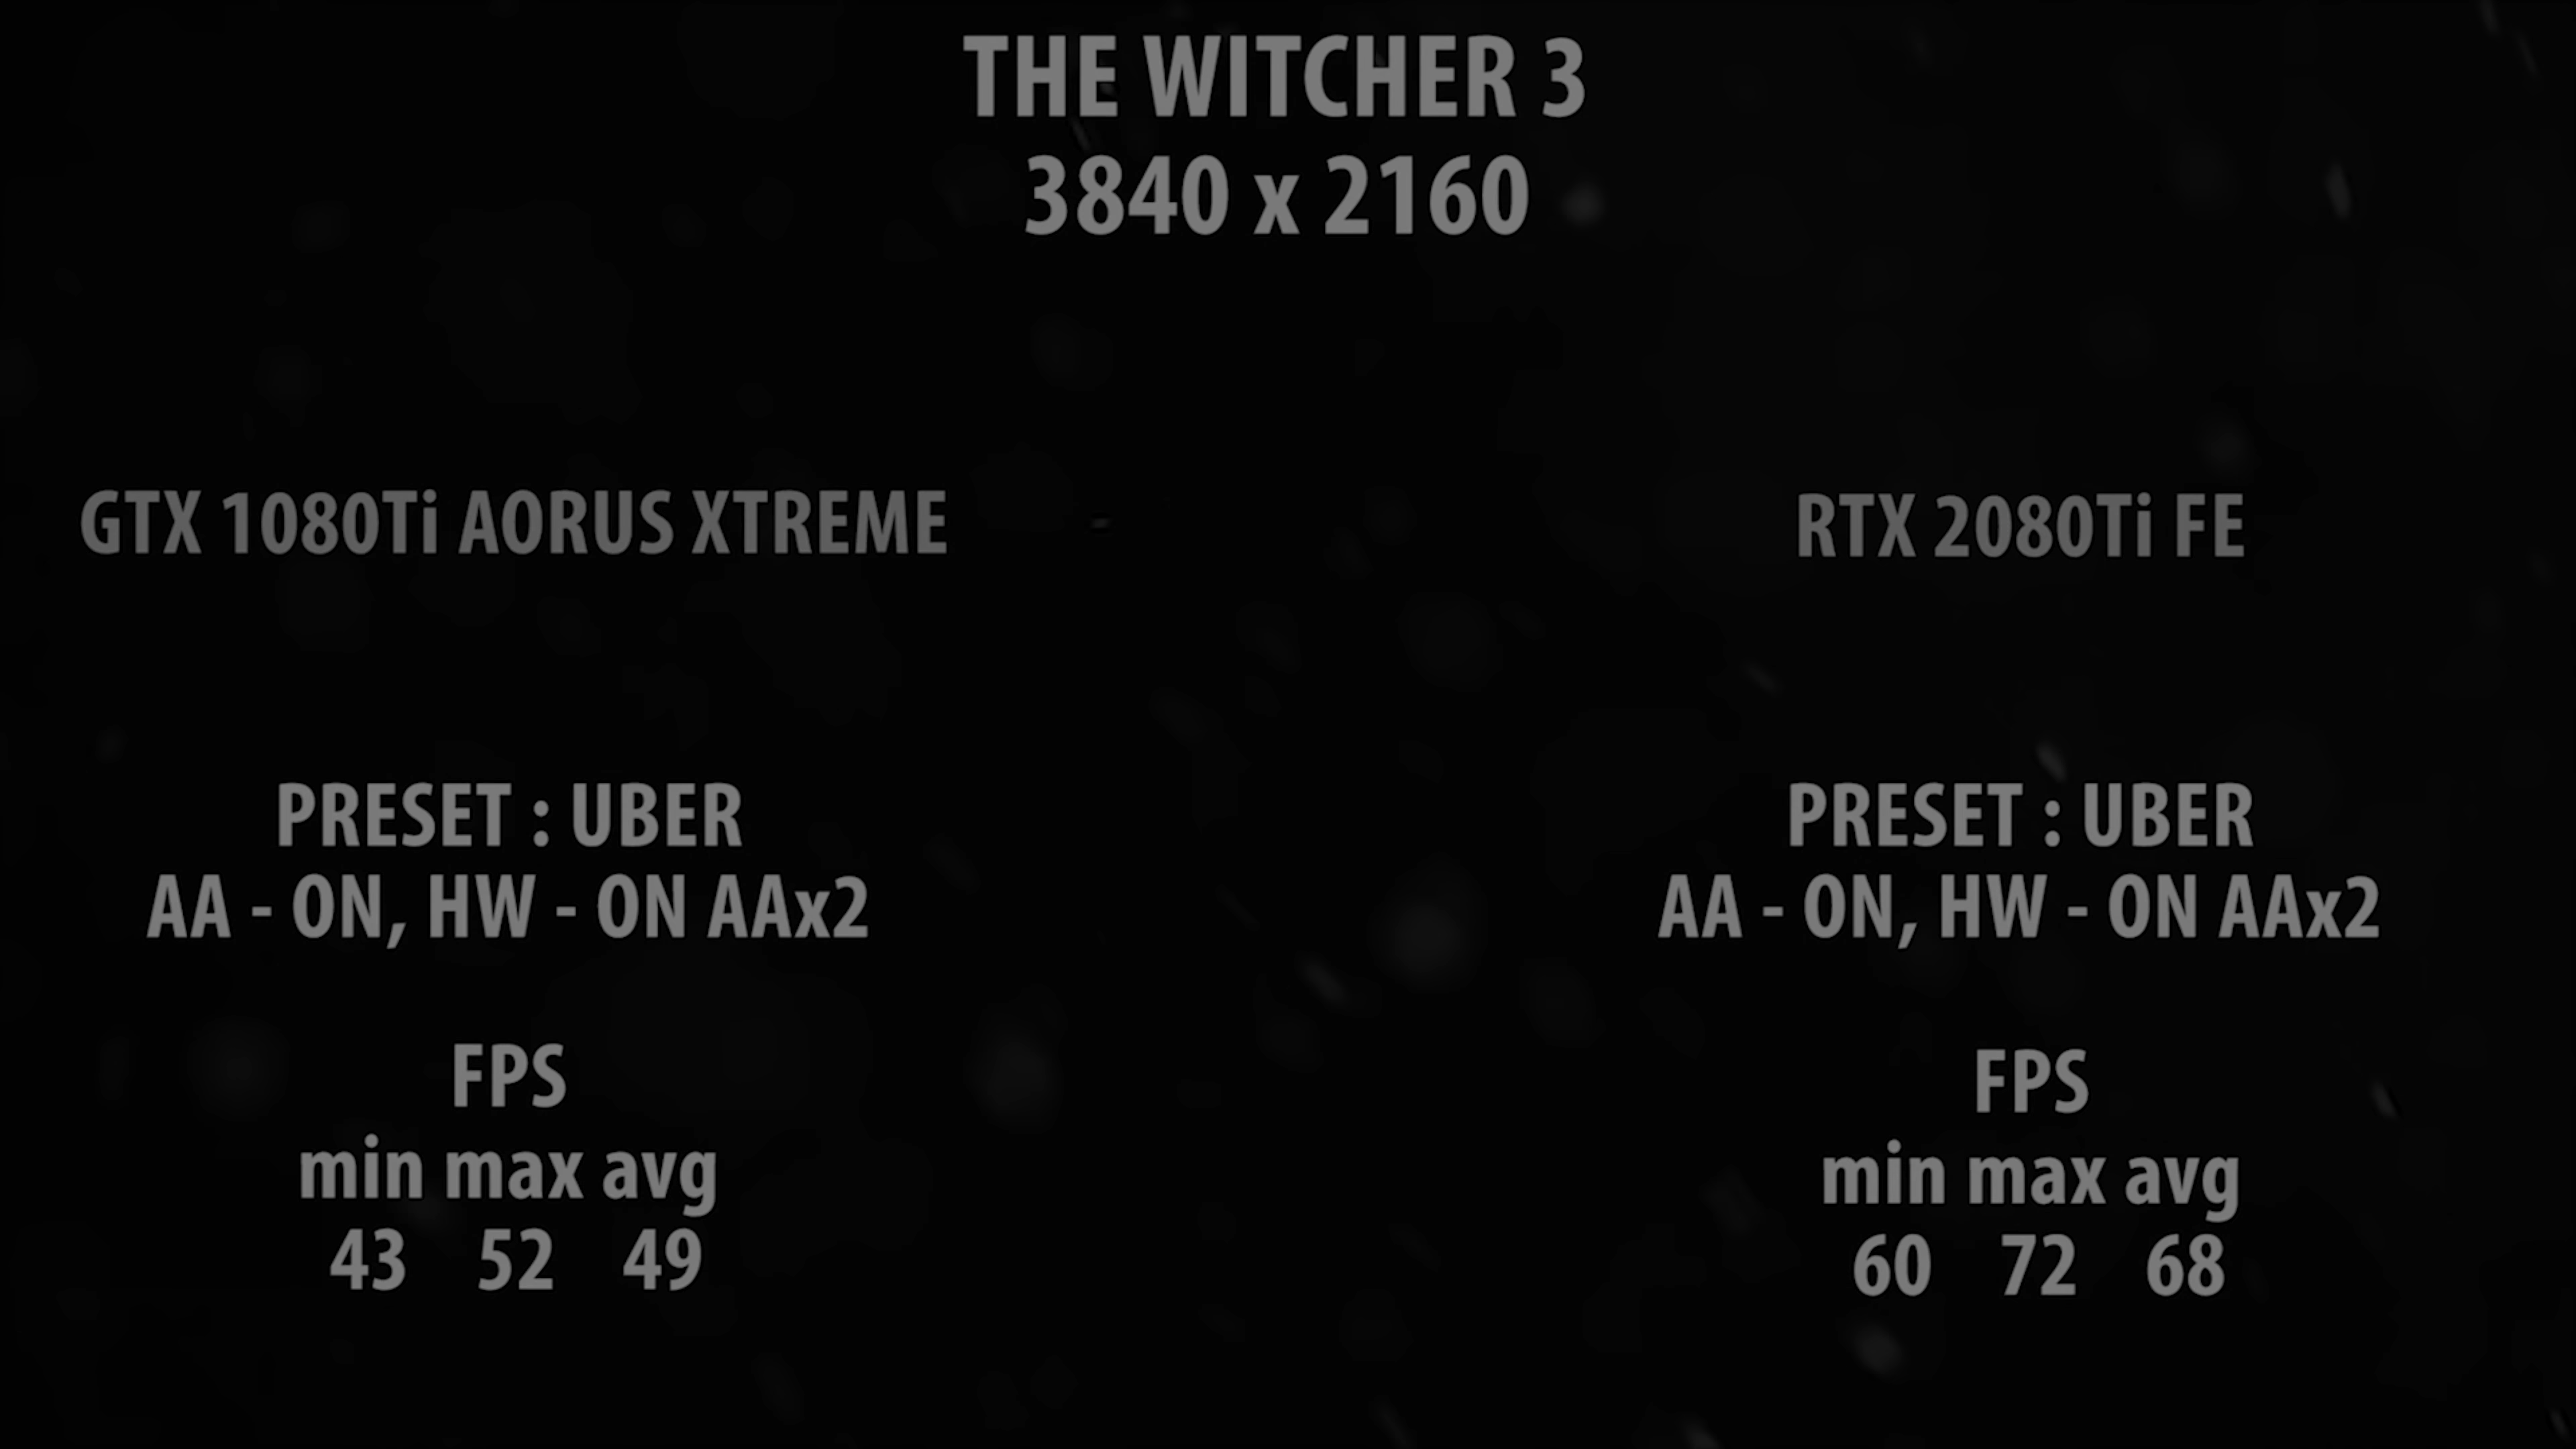 THE WITCHER 3
3840 x 2160
GTX 1080Ti AORUS XTREME
PRESET : UBER
AA - ON, HW - ON AAx2
FPS
min max avg
43 52 49
RTX 2080Ti FE
PRESET : UBER
AA - ON, HW - ON AAx2
FPS
min max avg
60 72 68